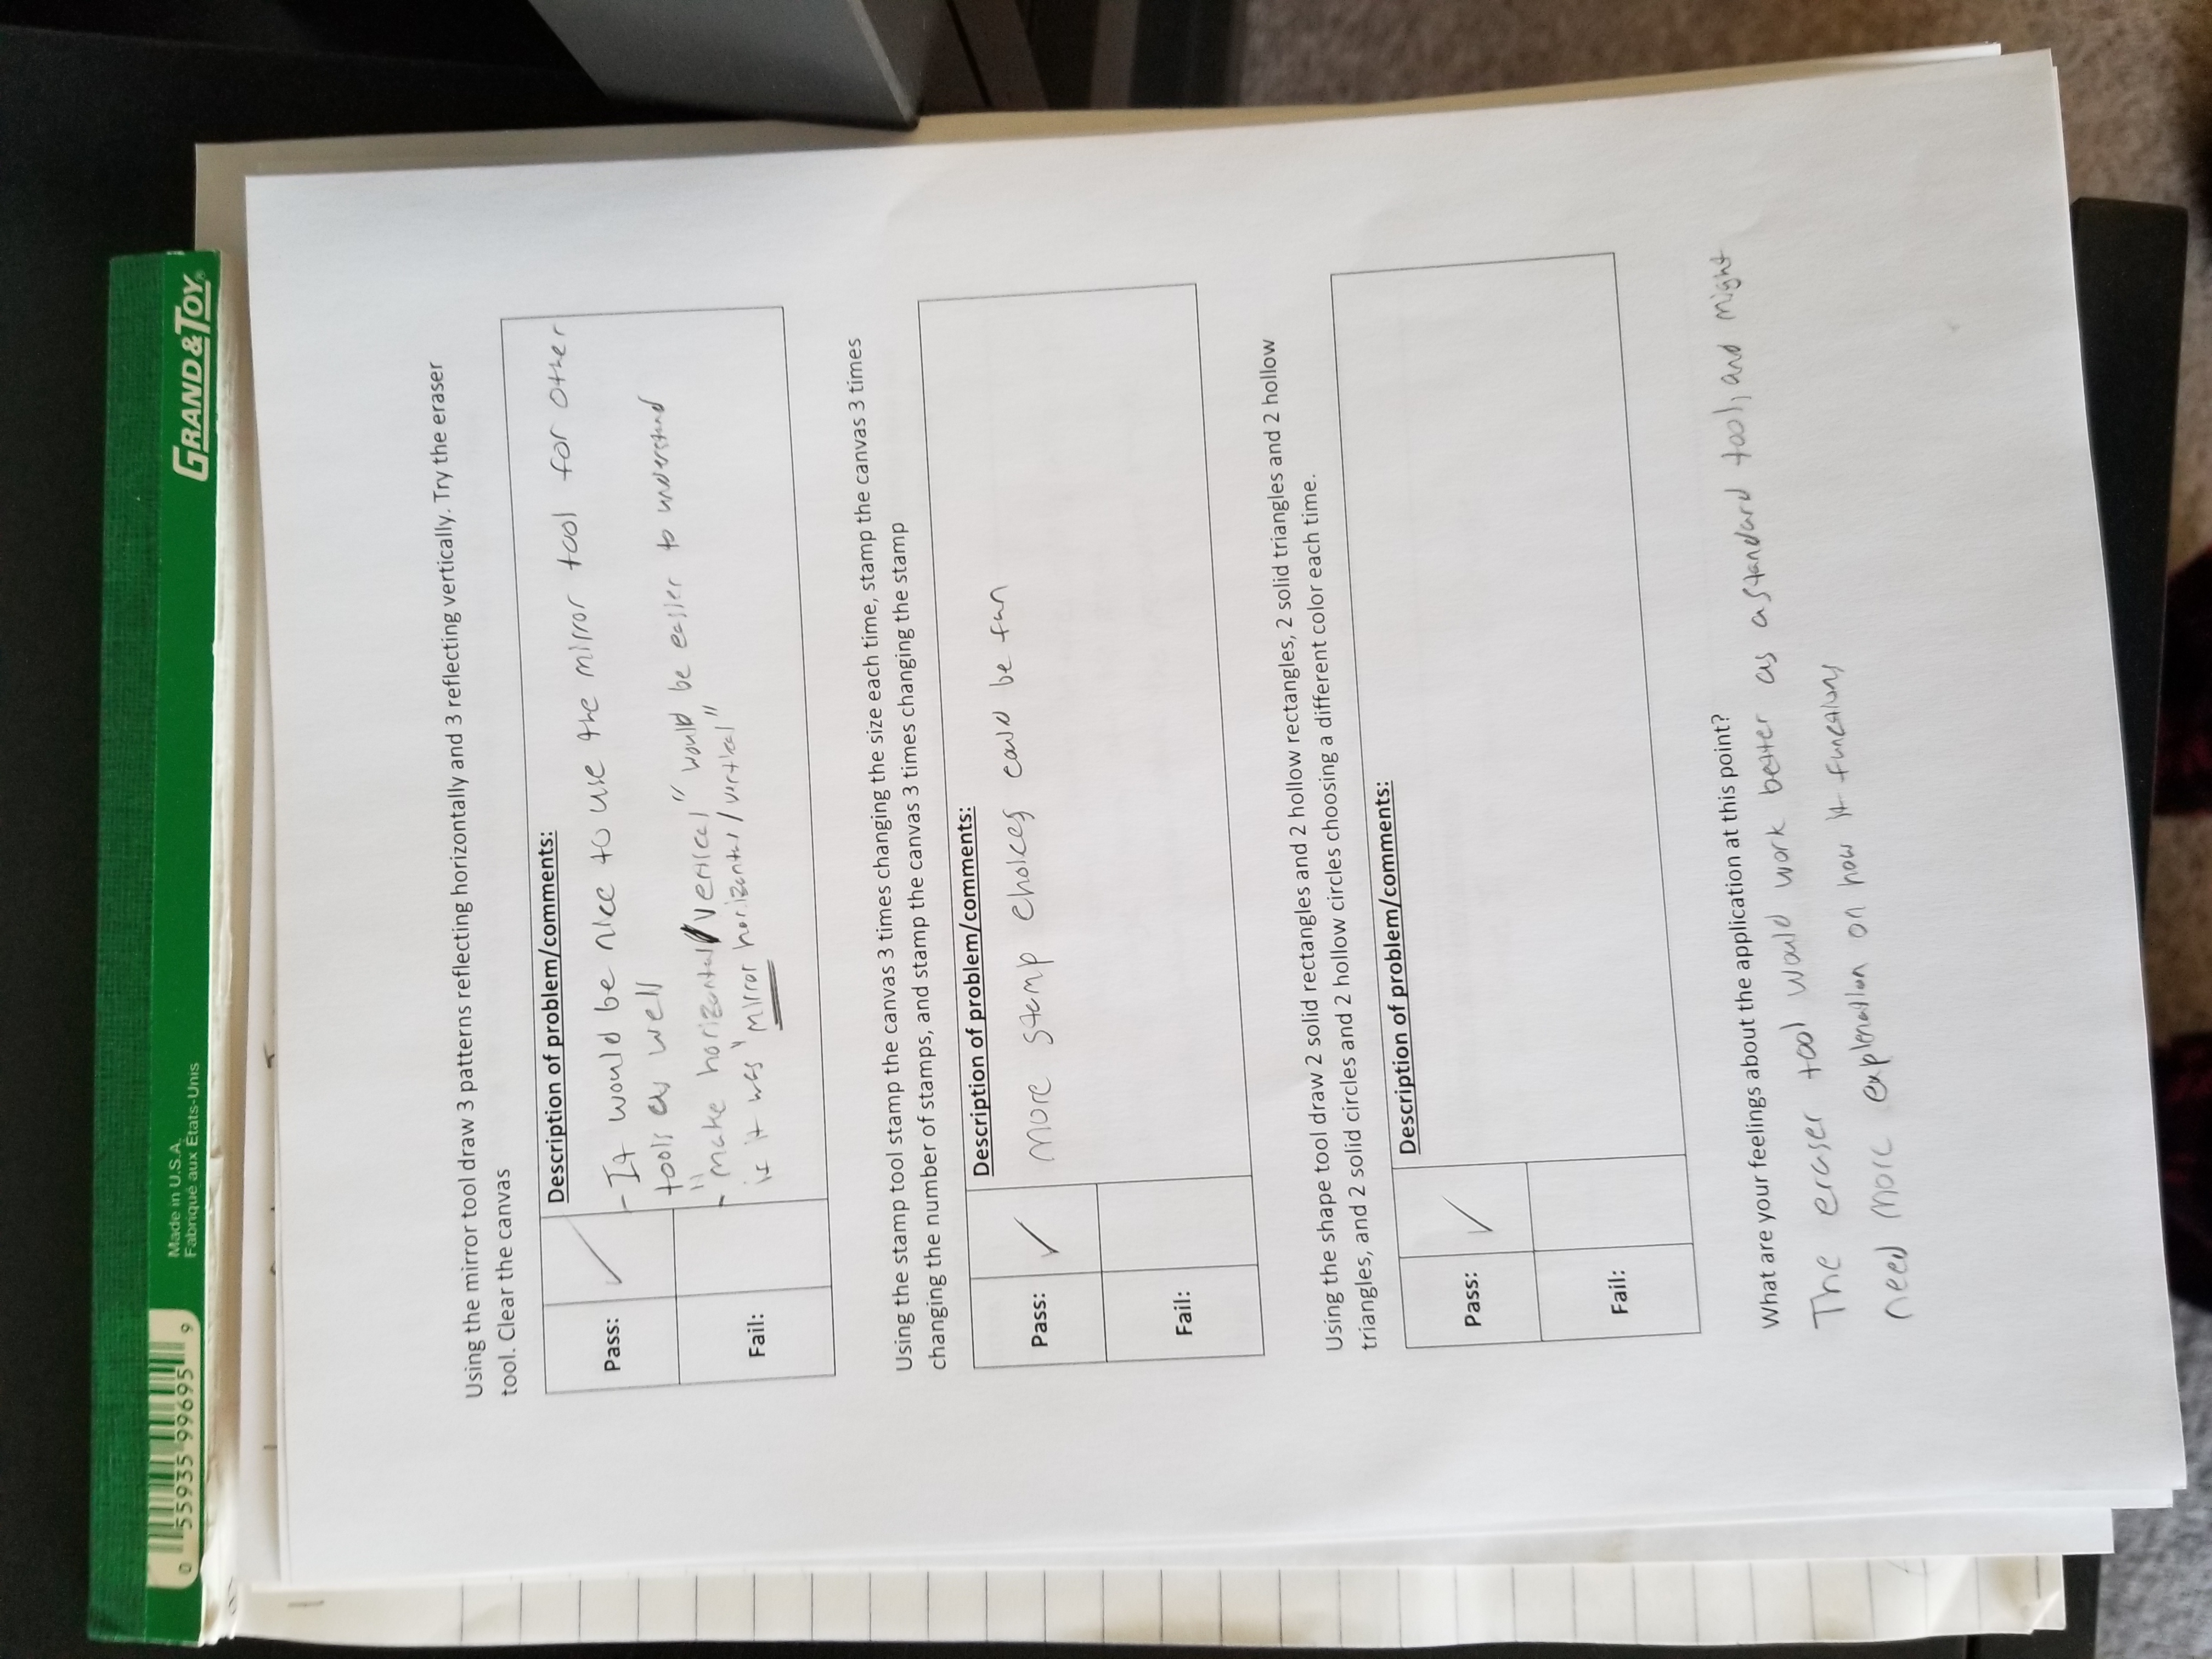 0 55935 99695 9
Made in U.S.A.
Fabriqué aux États-Unis
GRAND & TOY®
Using the mirror tool draw 3 patterns reflecting horizontally and 3 reflecting vertically. Try the eraser
tool. Clear the canvas
Description of problem/comments:
Pass: ✓
- It would be nice to use the mirror tool for other
tools as well
- "make horizontal/vertical" would be easier to understand
is it was "mirror horizontal/vertical"
Fail:
Using the stamp tool stamp the canvas 3 times changing the size each time, stamp the canvas 3 times
changing the number of stamps, and stamp the canvas 3 times changing the stamp
Description of problem/comments:
Pass: ✓
more stamp choices could be fun
Fail:
Using the shape tool draw 2 solid rectangles and 2 hollow rectangles, 2 solid triangles and 2 hollow
triangles, and 2 solid circles and 2 hollow circles choosing a different color each time.
Description of problem/comments:
Pass: ✓
Fail:
What are your feelings about the application at this point?
The eraser tool would work better as a standard tool, and might
need more explenation on how it functions